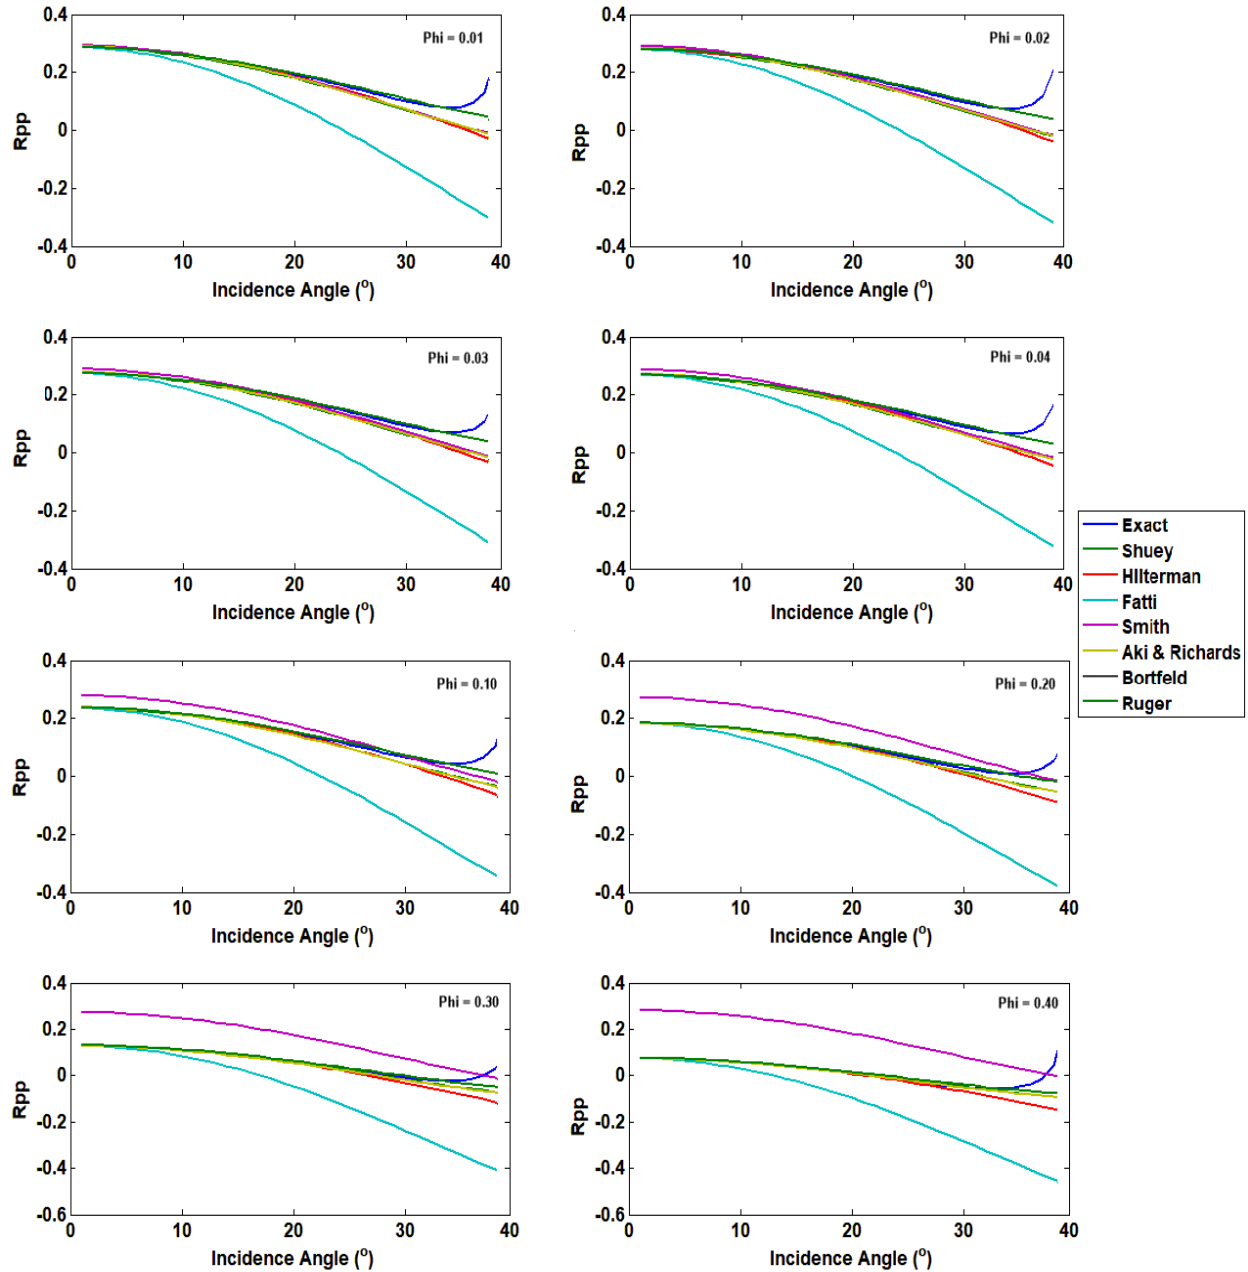 0.4
0.2
0
-0.2
-0.4
Rpp
Phi = 0.01
0 10 20 30 40
Incidence Angle (o)
0.4
0.2
0
-0.2
-0.4
Rpp
Phi = 0.02
0 10 20 30 40
Incidence Angle (o)
0.4
0.2
0
-0.2
-0.4
Rpp
Phi = 0.03
0 10 20 30 40
Incidence Angle (o)
0.4
0.2
0
-0.2
-0.4
Rpp
Phi = 0.04
0 10 20 30 40
Incidence Angle (o)
Exact
Shuey
Hilterman
Fatti
Smith
Aki & Richards
Bortfeld
Ruger
0.4
0.2
0
-0.2
-0.4
Rpp
Phi = 0.10
0 10 20 30 40
Incidence Angle (o)
0.4
0.2
0
-0.2
-0.4
Rpp
Phi = 0.20
0 10 20 30 40
Incidence Angle (o)
0.4
0.2
0
-0.2
-0.4
-0.6
Rpp
Phi = 0.30
0 10 20 30 40
Incidence Angle (o)
0.4
0.2
0
-0.2
-0.4
-0.6
Rpp
Phi = 0.40
0 10 20 30 40
Incidence Angle (o)